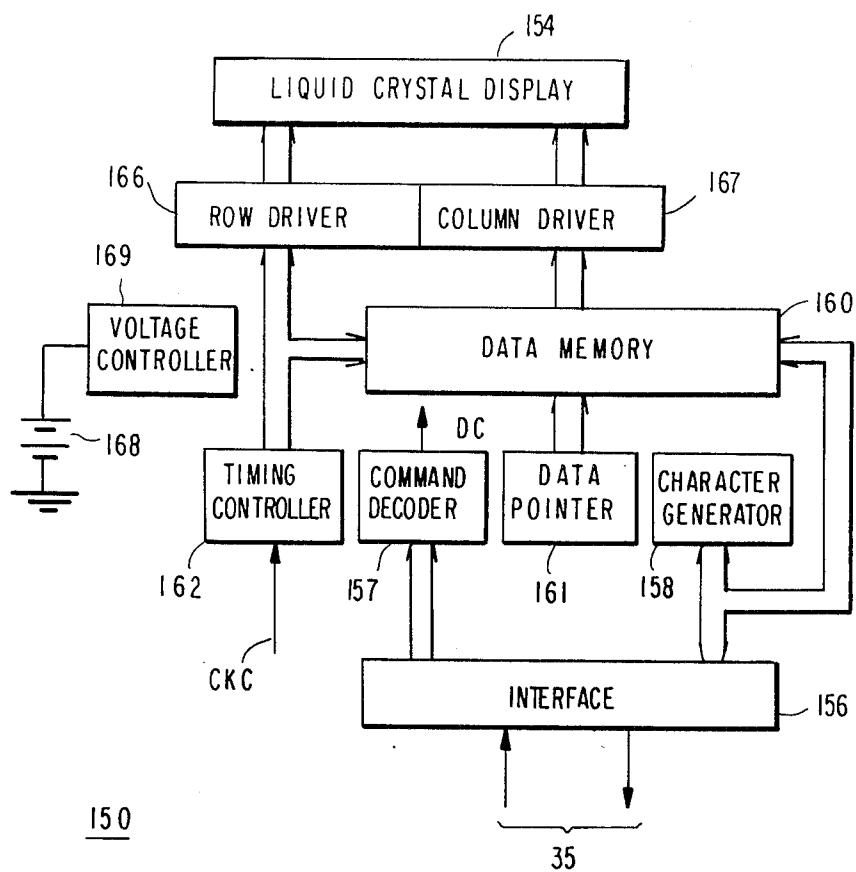 154
LIQUID CRYSTAL DISPLAY
166
167
ROW DRIVER
COLUMN DRIVER
169
160
VOLTAGE
CONTROLLER
DATA MEMORY
168
DC
TIMING
CONTROLLER
COMMAND
DECODER
DATA
POINTER
CHARACTER
GENERATOR
162
157
161
158
CKC
INTERFACE
156
150
35